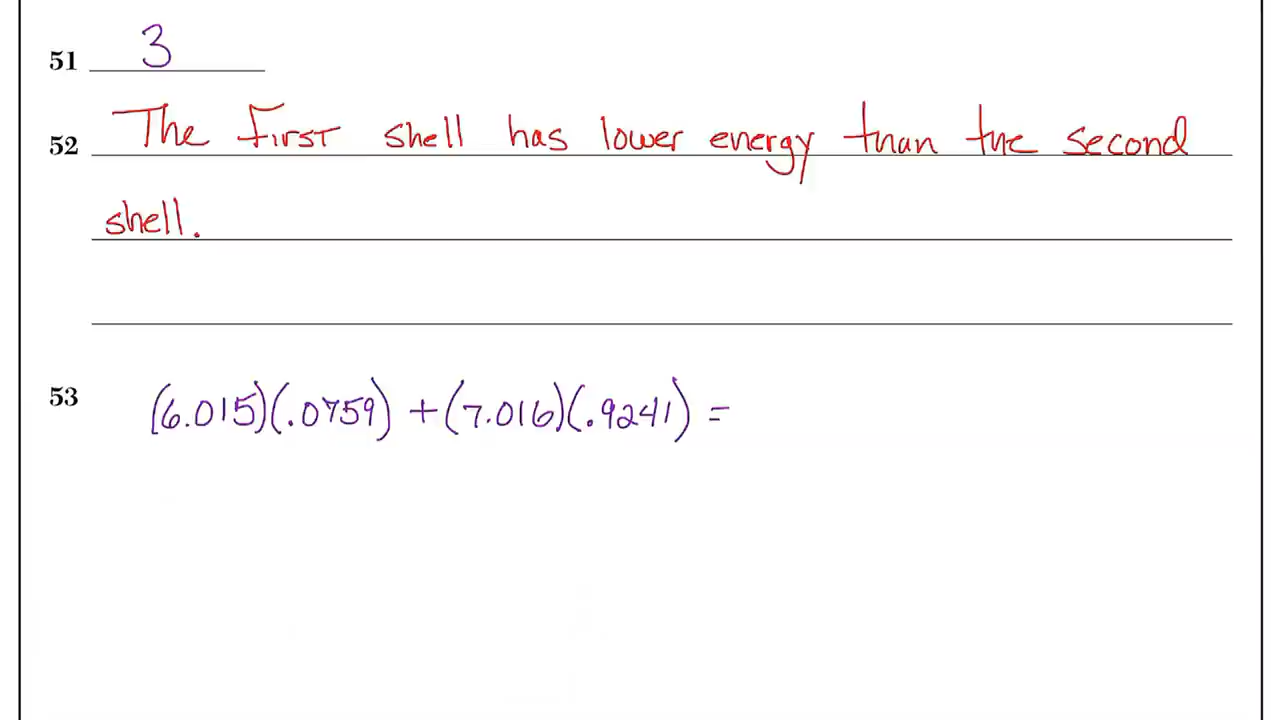 51 3
52 The first shell has lower energy than the second
shell.
53 (6.015)(.0759) + (7.016)(.9241) =